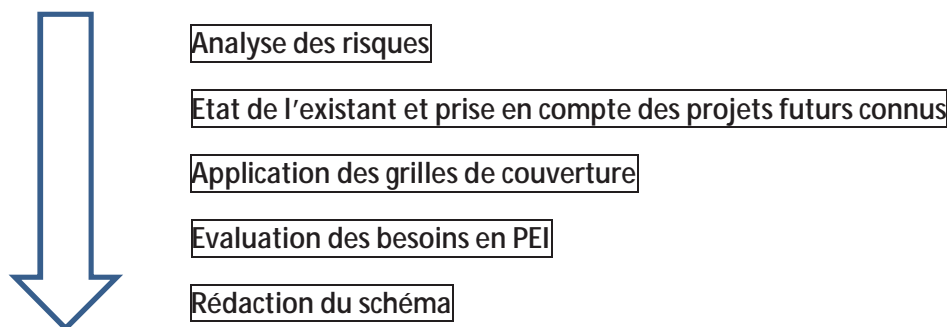 Analyse des risques
Etat de l’existant et prise en compte des projets futurs connus
Application des grilles de couverture
Evaluation des besoins en PEI
Rédaction du schéma